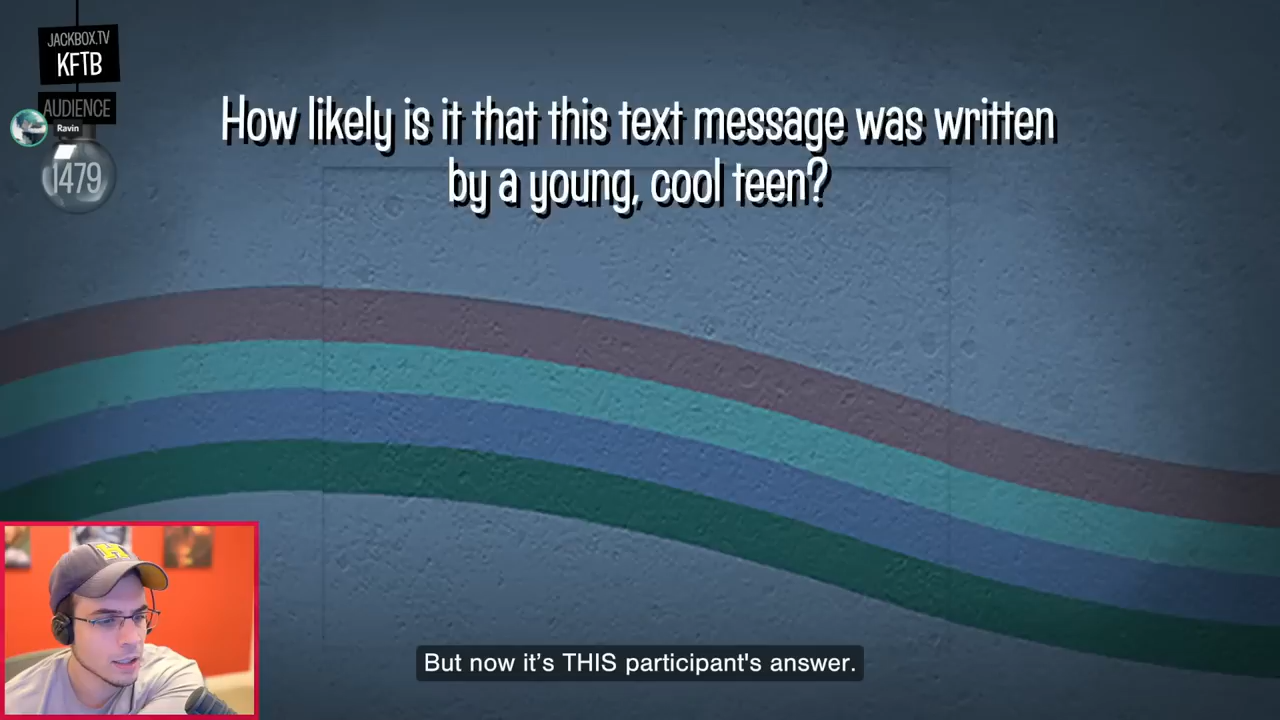 JACKBOX.TV
KFTB
AUDIENCE
Ravin
1479
How likely is it that this text message was written
by a young, cool teen?
H
But now it's THIS participant's answer.